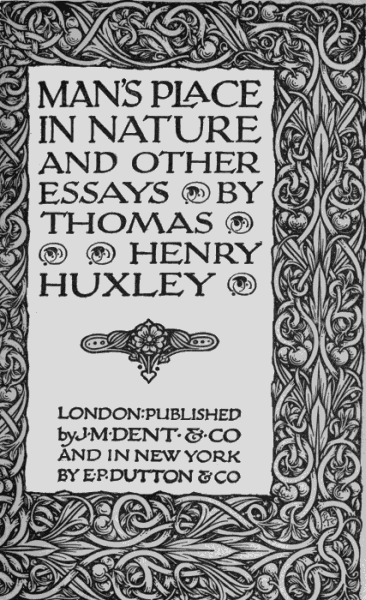 MAN'S PLACE
IN NATURE
AND OTHER
ESSAYS BY
THOMAS
HENRY
HUXLEY
LONDON: PUBLISHED
by J. M. DENT. & CO
AND IN NEW YORK
BY E. P. DUTTON & CO